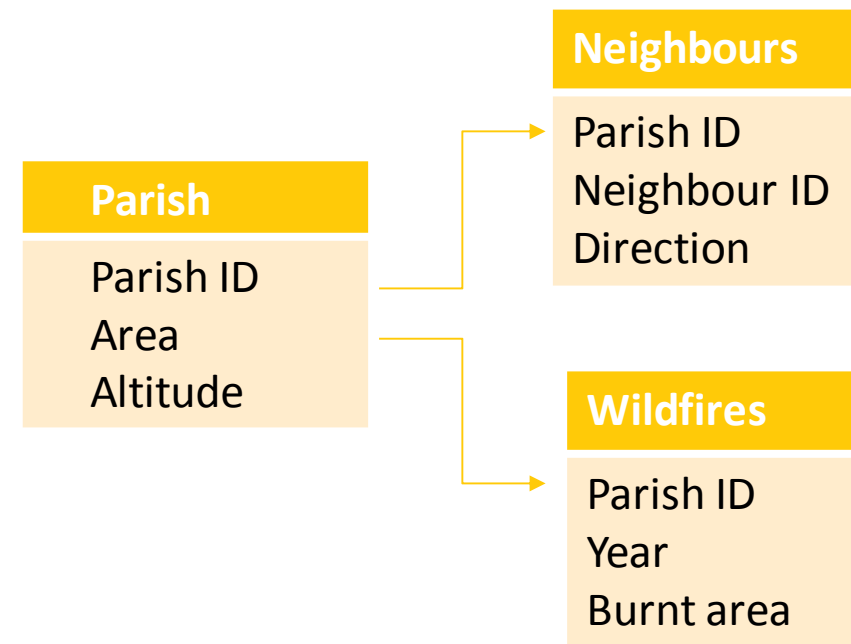 Parish
Parish ID
Area
Altitude
Neighbours
Parish ID
Neighbour ID
Direction
Wildfires
Parish ID
Year
Burnt area